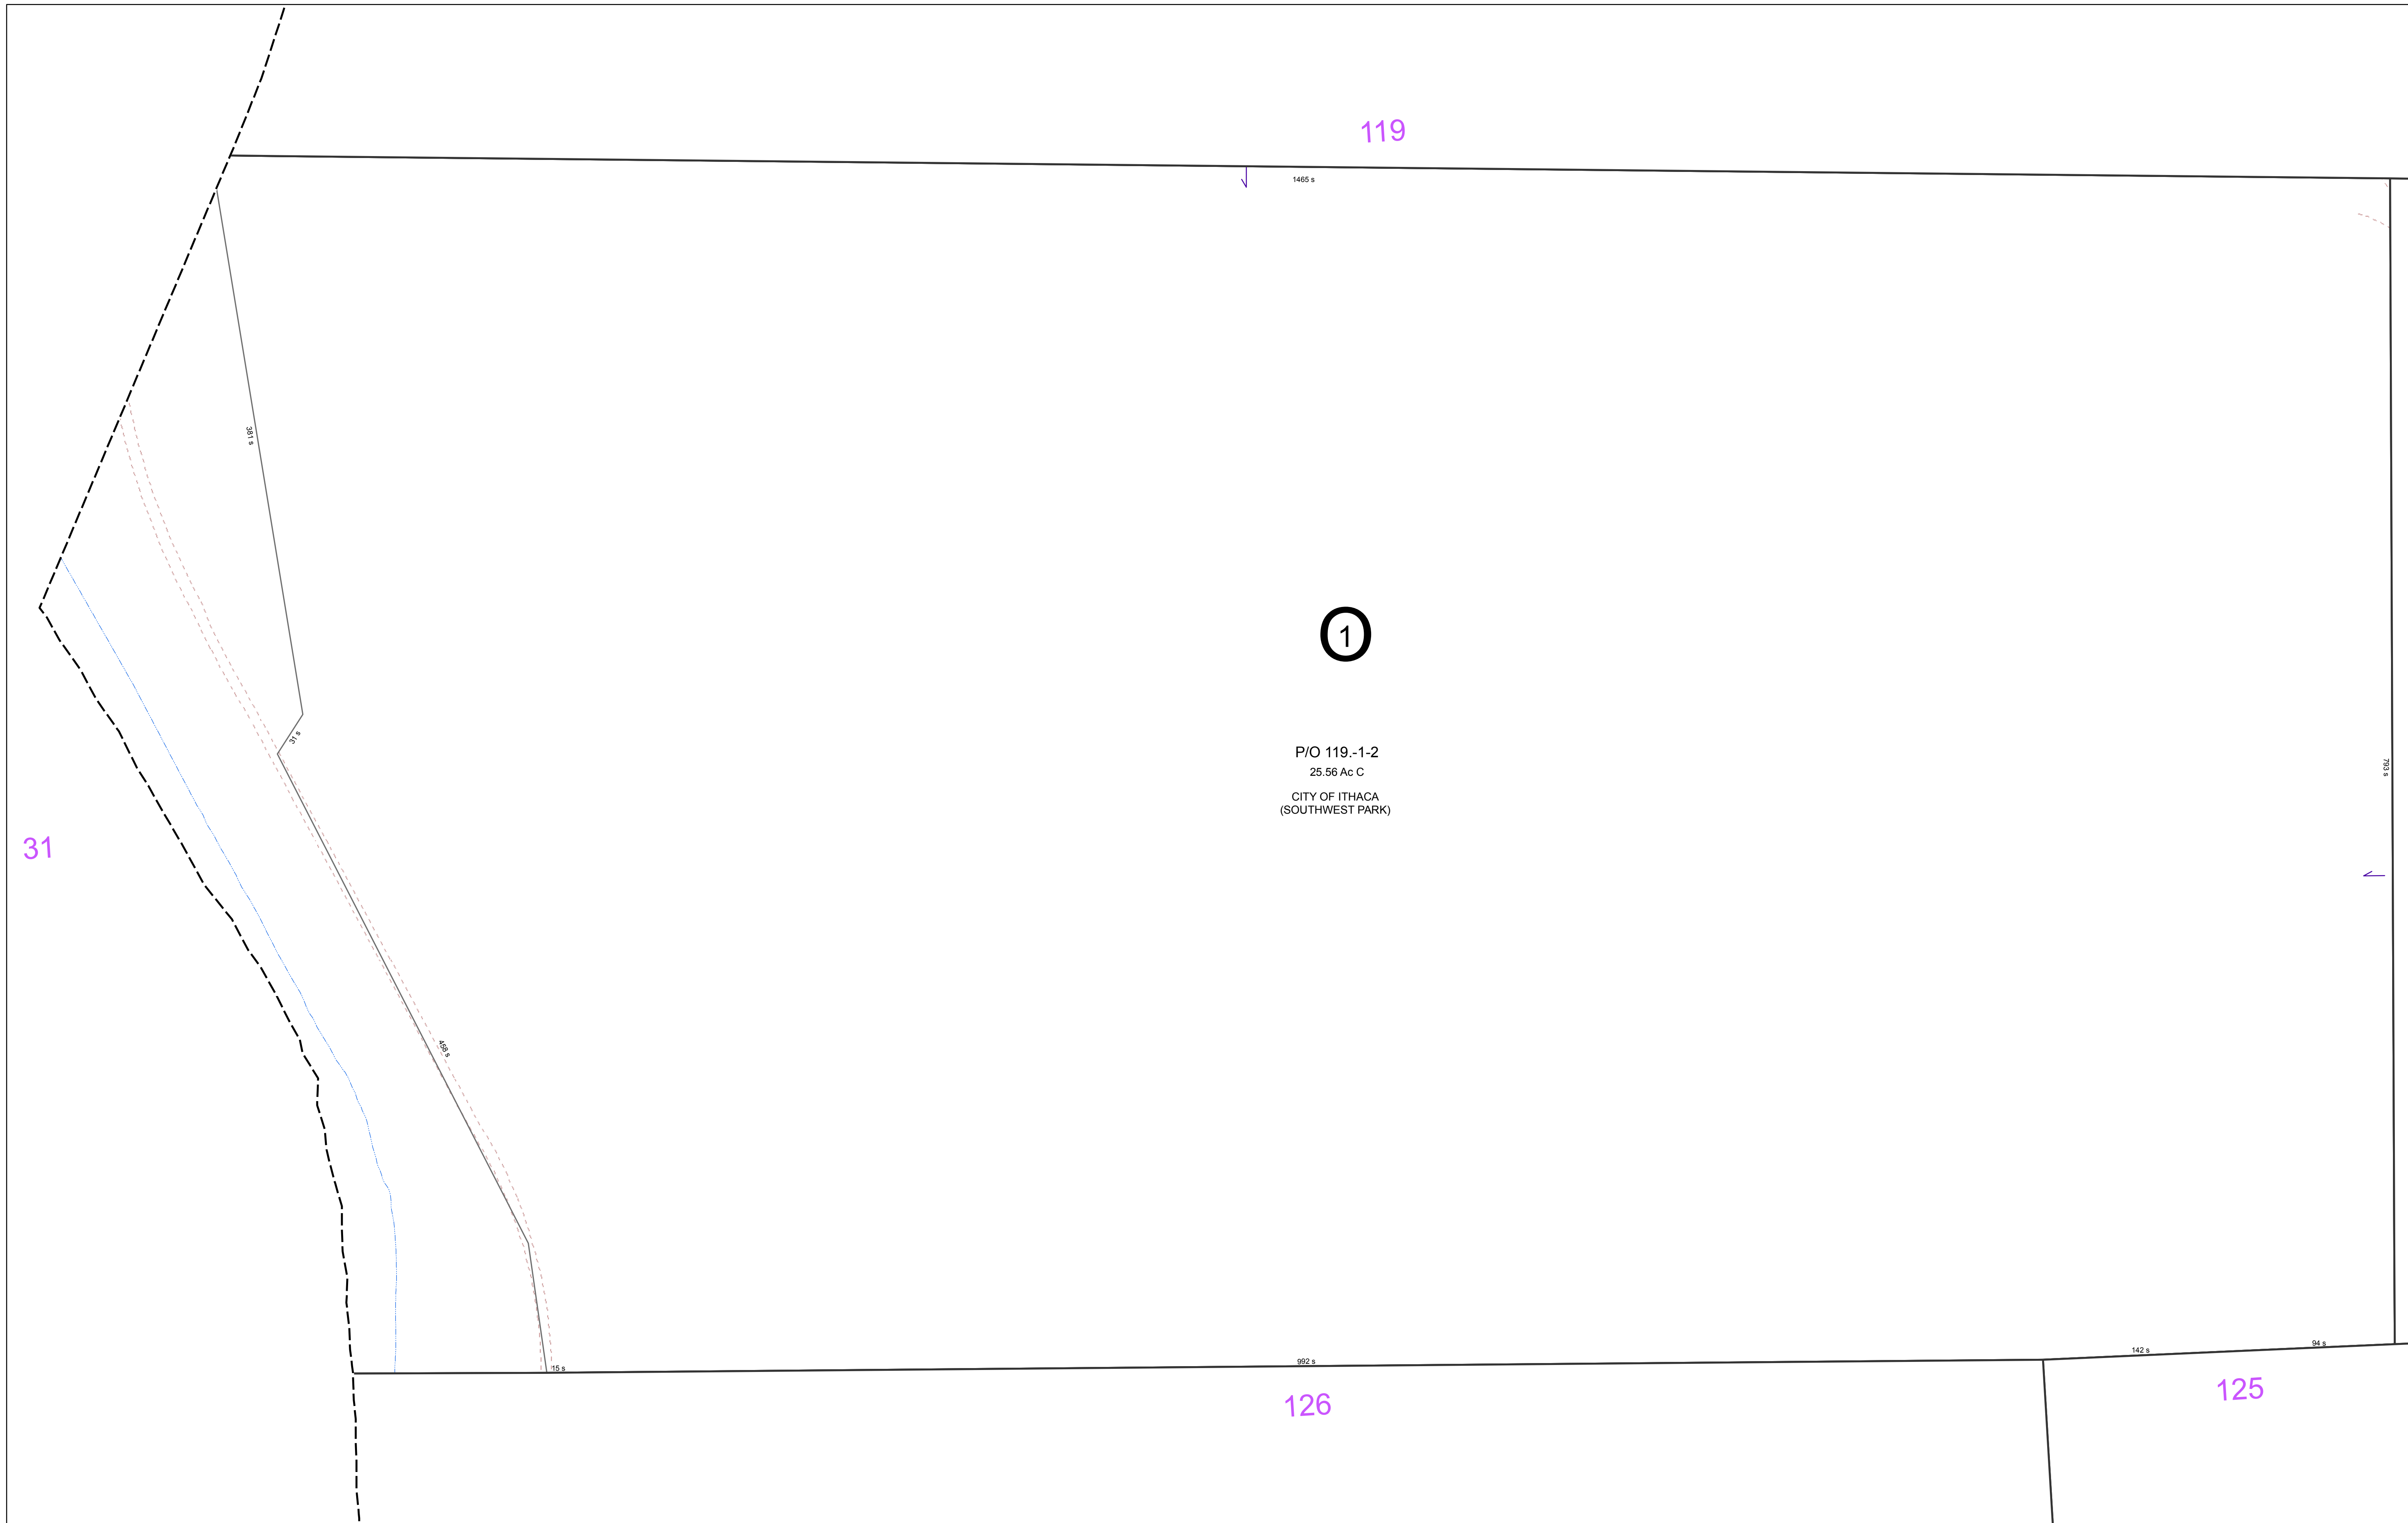 119
1465 s
381 s
1
31 s
P/O 119.-1-2
25.56 Ac C
CITY OF ITHACA
(SOUTHWEST PARK)
793 s
31
458 s
94 s
142 s
992 s
15 s
125
126